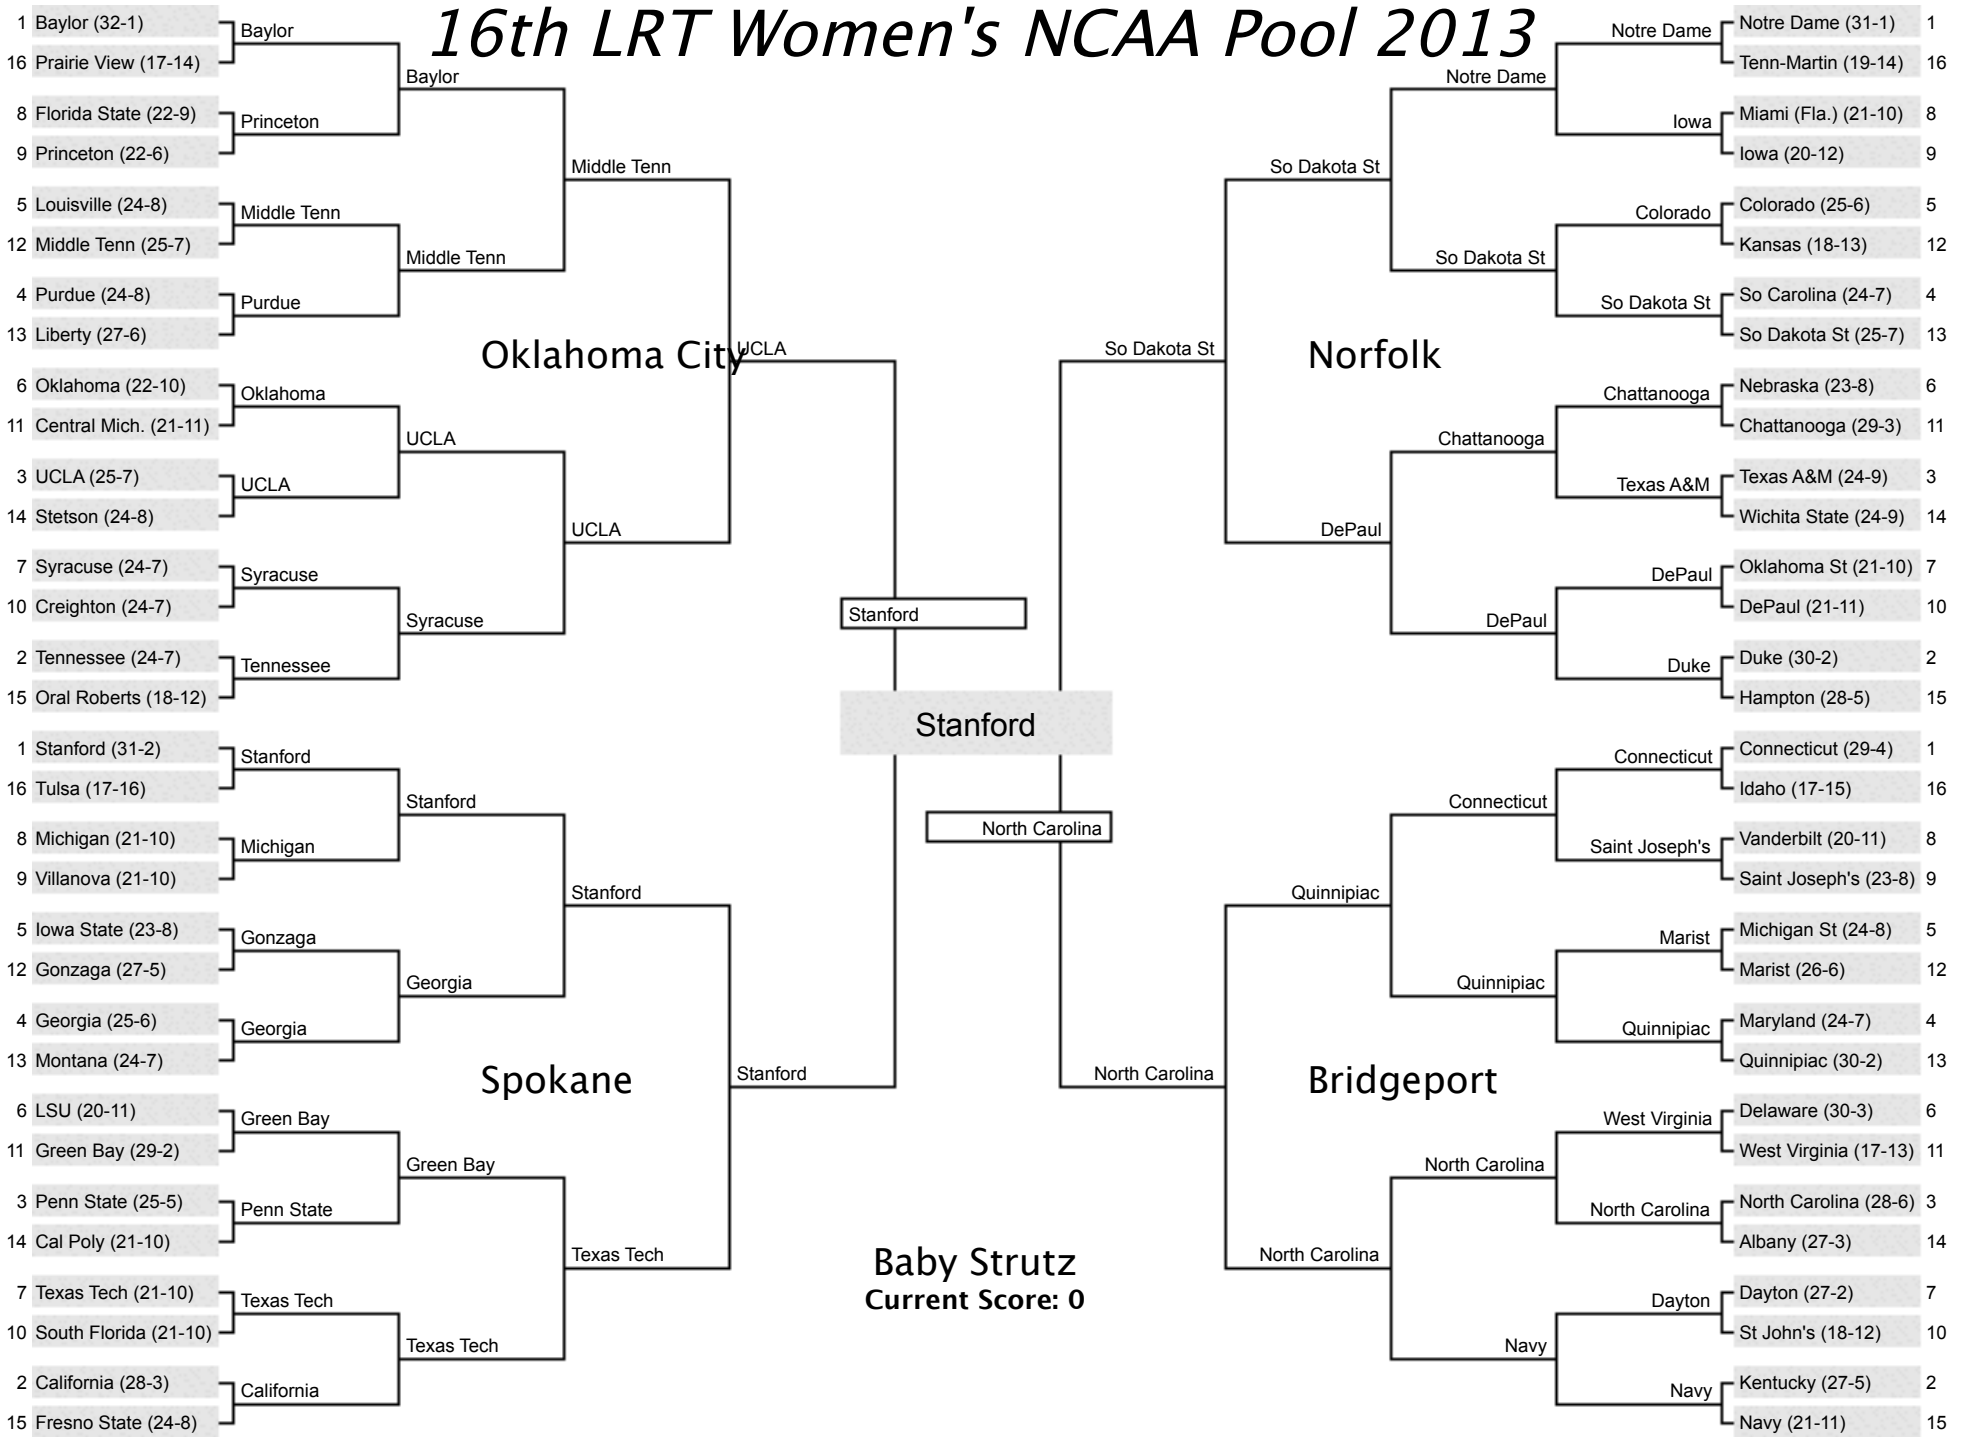 16th LRT Women's NCAA Pool 2013
1 Baylor (32-1)
16 Prairie View (17-14)
8 Florida State (22-9)
9 Princeton (22-6)
5 Louisville (24-8)
12 Middle Tenn (25-7)
4 Purdue (24-8)
13 Liberty (27-6)
6 Oklahoma (22-10)
11 Central Mich. (21-11)
3 UCLA (25-7)
14 Stetson (24-8)
7 Syracuse (24-7)
10 Creighton (24-7)
2 Tennessee (24-7)
15 Oral Roberts (18-12)
1 Stanford (31-2)
16 Tulsa (17-16)
8 Michigan (21-10)
9 Villanova (21-10)
5 Iowa State (23-8)
12 Gonzaga (27-5)
4 Georgia (25-6)
13 Montana (24-7)
6 LSU (20-11)
11 Green Bay (29-2)
3 Penn State (25-5)
14 Cal Poly (21-10)
7 Texas Tech (21-10)
10 South Florida (21-10)
2 California (28-3)
15 Fresno State (24-8)
Baylor
Princeton
Middle Tenn
Purdue
Oklahoma
UCLA
Syracuse
Tennessee
Stanford
Michigan
Gonzaga
Georgia
Green Bay
Penn State
Texas Tech
California
Baylor
Middle Tenn
UCLA
Syracuse
Stanford
Georgia
Green Bay
Texas Tech
Middle Tenn
UCLA
Stanford
Texas Tech
Oklahoma City
Spokane
UCLA
Stanford
Stanford
Stanford
North Carolina
Baby Strutz
Current Score: 0
So Dakota St
North Carolina
Norfolk
Bridgeport
So Dakota St
DePaul
Quinnipiac
North Carolina
Notre Dame
So Dakota St
Chattanooga
DePaul
Connecticut
Quinnipiac
North Carolina
Navy
Notre Dame
Iowa
Colorado
So Dakota St
Chattanooga
Texas A&M
DePaul
Duke
Connecticut
Saint Joseph's
Marist
Quinnipiac
West Virginia
North Carolina
Dayton
Navy
Notre Dame (31-1) 1
Tenn-Martin (19-14) 16
Miami (Fla.) (21-10) 8
Iowa (20-12) 9
Colorado (25-6) 5
Kansas (18-13) 12
So Carolina (24-7) 4
So Dakota St (25-7) 13
Nebraska (23-8) 6
Chattanooga (29-3) 11
Texas A&M (24-9) 3
Wichita State (24-9) 14
Oklahoma St (21-10) 7
DePaul (21-11) 10
Duke (30-2) 2
Hampton (28-5) 15
Connecticut (29-4) 1
Idaho (17-15) 16
Vanderbilt (20-11) 8
Saint Joseph's (23-8) 9
Michigan St (24-8) 5
Marist (26-6) 12
Maryland (24-7) 4
Quinnipiac (30-2) 13
Delaware (30-3) 6
West Virginia (17-13) 11
North Carolina (28-6) 3
Albany (27-3) 14
Dayton (27-2) 7
St John's (18-12) 10
Kentucky (27-5) 2
Navy (21-11) 15